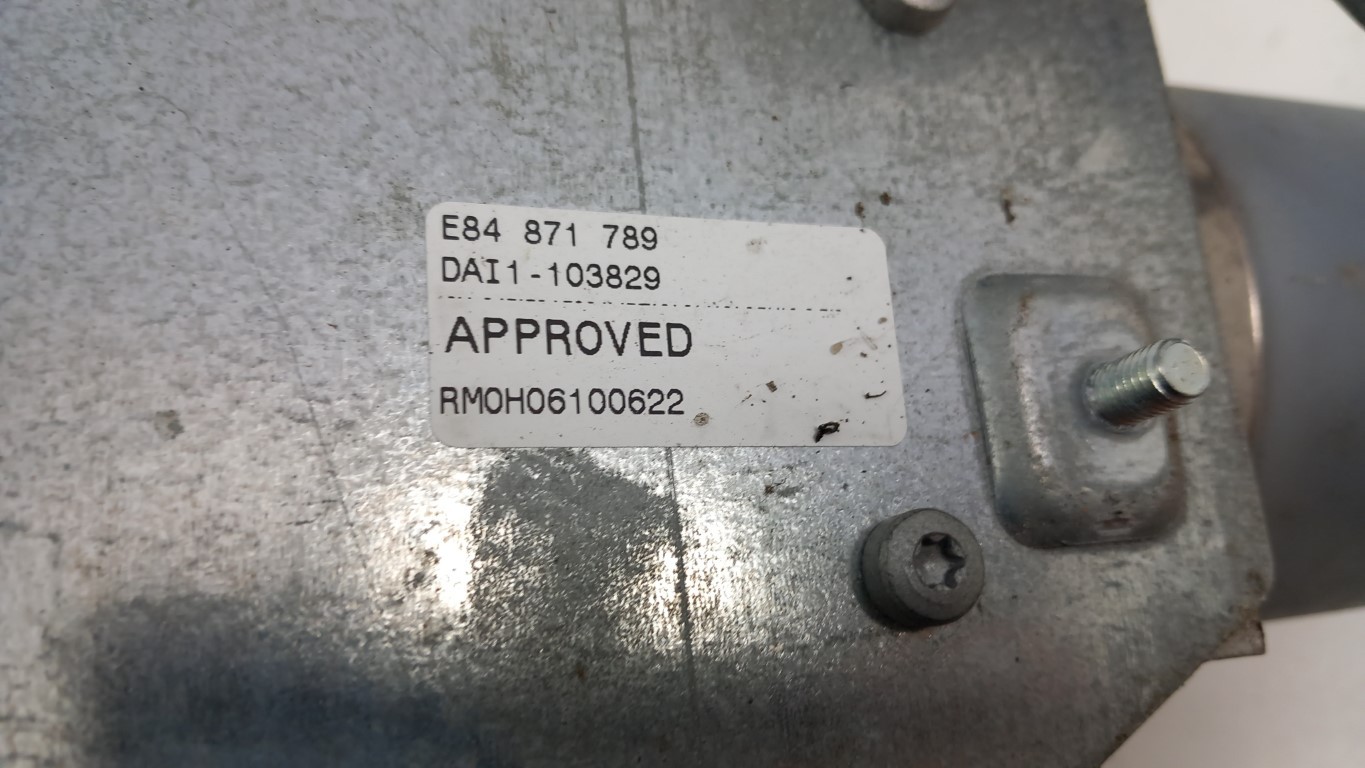 E84 871 789
DAI1-103829
APPROVED
RM0H06100622